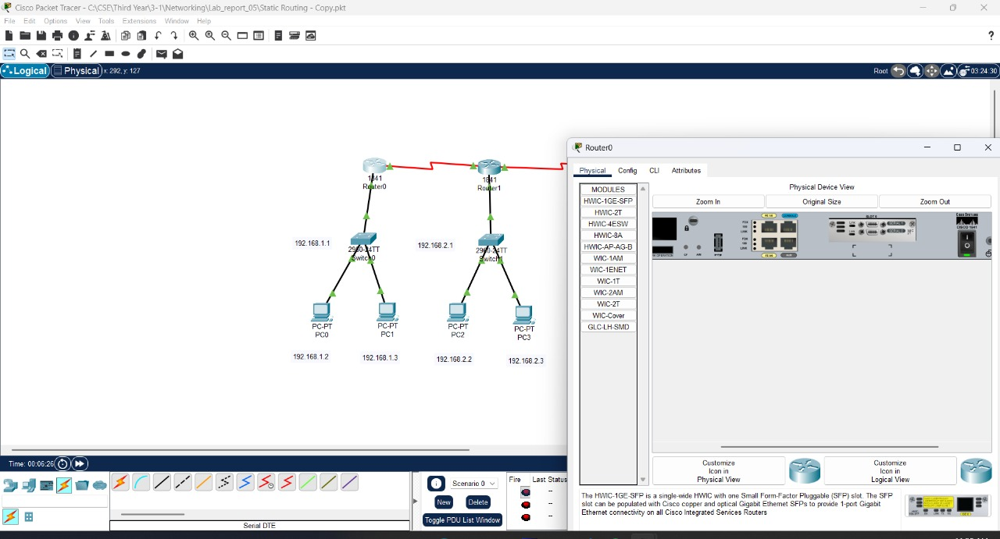 Cisco Packet Tracer - C:\CSE\Third Year\3-1\Networking\Lab_report_05\Static Routing - Copy.pkt
File Edit Options View Tools Extensions Window Help
?
Logical Physical x: 292, y: 127 Root 03:24:30
Router0
Physical Config CLI Attributes
MODULES
HWIC-1GE-SFP
HWIC-2T
HWIC-4ESW
HWIC-8A
HWIC-AP-AG-B
WIC-1AM
WIC-1ENET
WIC-1T
WIC-2AM
WIC-2T
WIC-Cover
GLC-LH-SMD
Physical Device View
Zoom In Original Size Zoom Out
SLOT 0
CISCO SYSTEMS
CISCO 1841
1841
Router0
1841
Router1
192.168.1.1
2960-24TT
Switch0
192.168.2.1
2960-24TT
PC-PT
PC0
PC-PT
PC1
PC-PT
PC2
PC-PT
PC3
192.168.1.2
192.168.1.3
192.168.2.2
192.168.2.3
Time: 00:06:26
Scenario 0
New Delete
Toggle PDU List Window
Fire Last Status
--
--
--
Serial DTE
Customize
Icon in
Physical View
Customize
Icon in
Logical View
The HWIC-1GE-SFP is a single-wide HWIC with one Small Form-Factor Pluggable (SFP) slot. The SFP
slot can be populated with Cisco copper and optical Gigabit Ethernet SFPs to provide 1-port Gigabit
Ethernet connectivity on all Cisco Integrated Services Routers